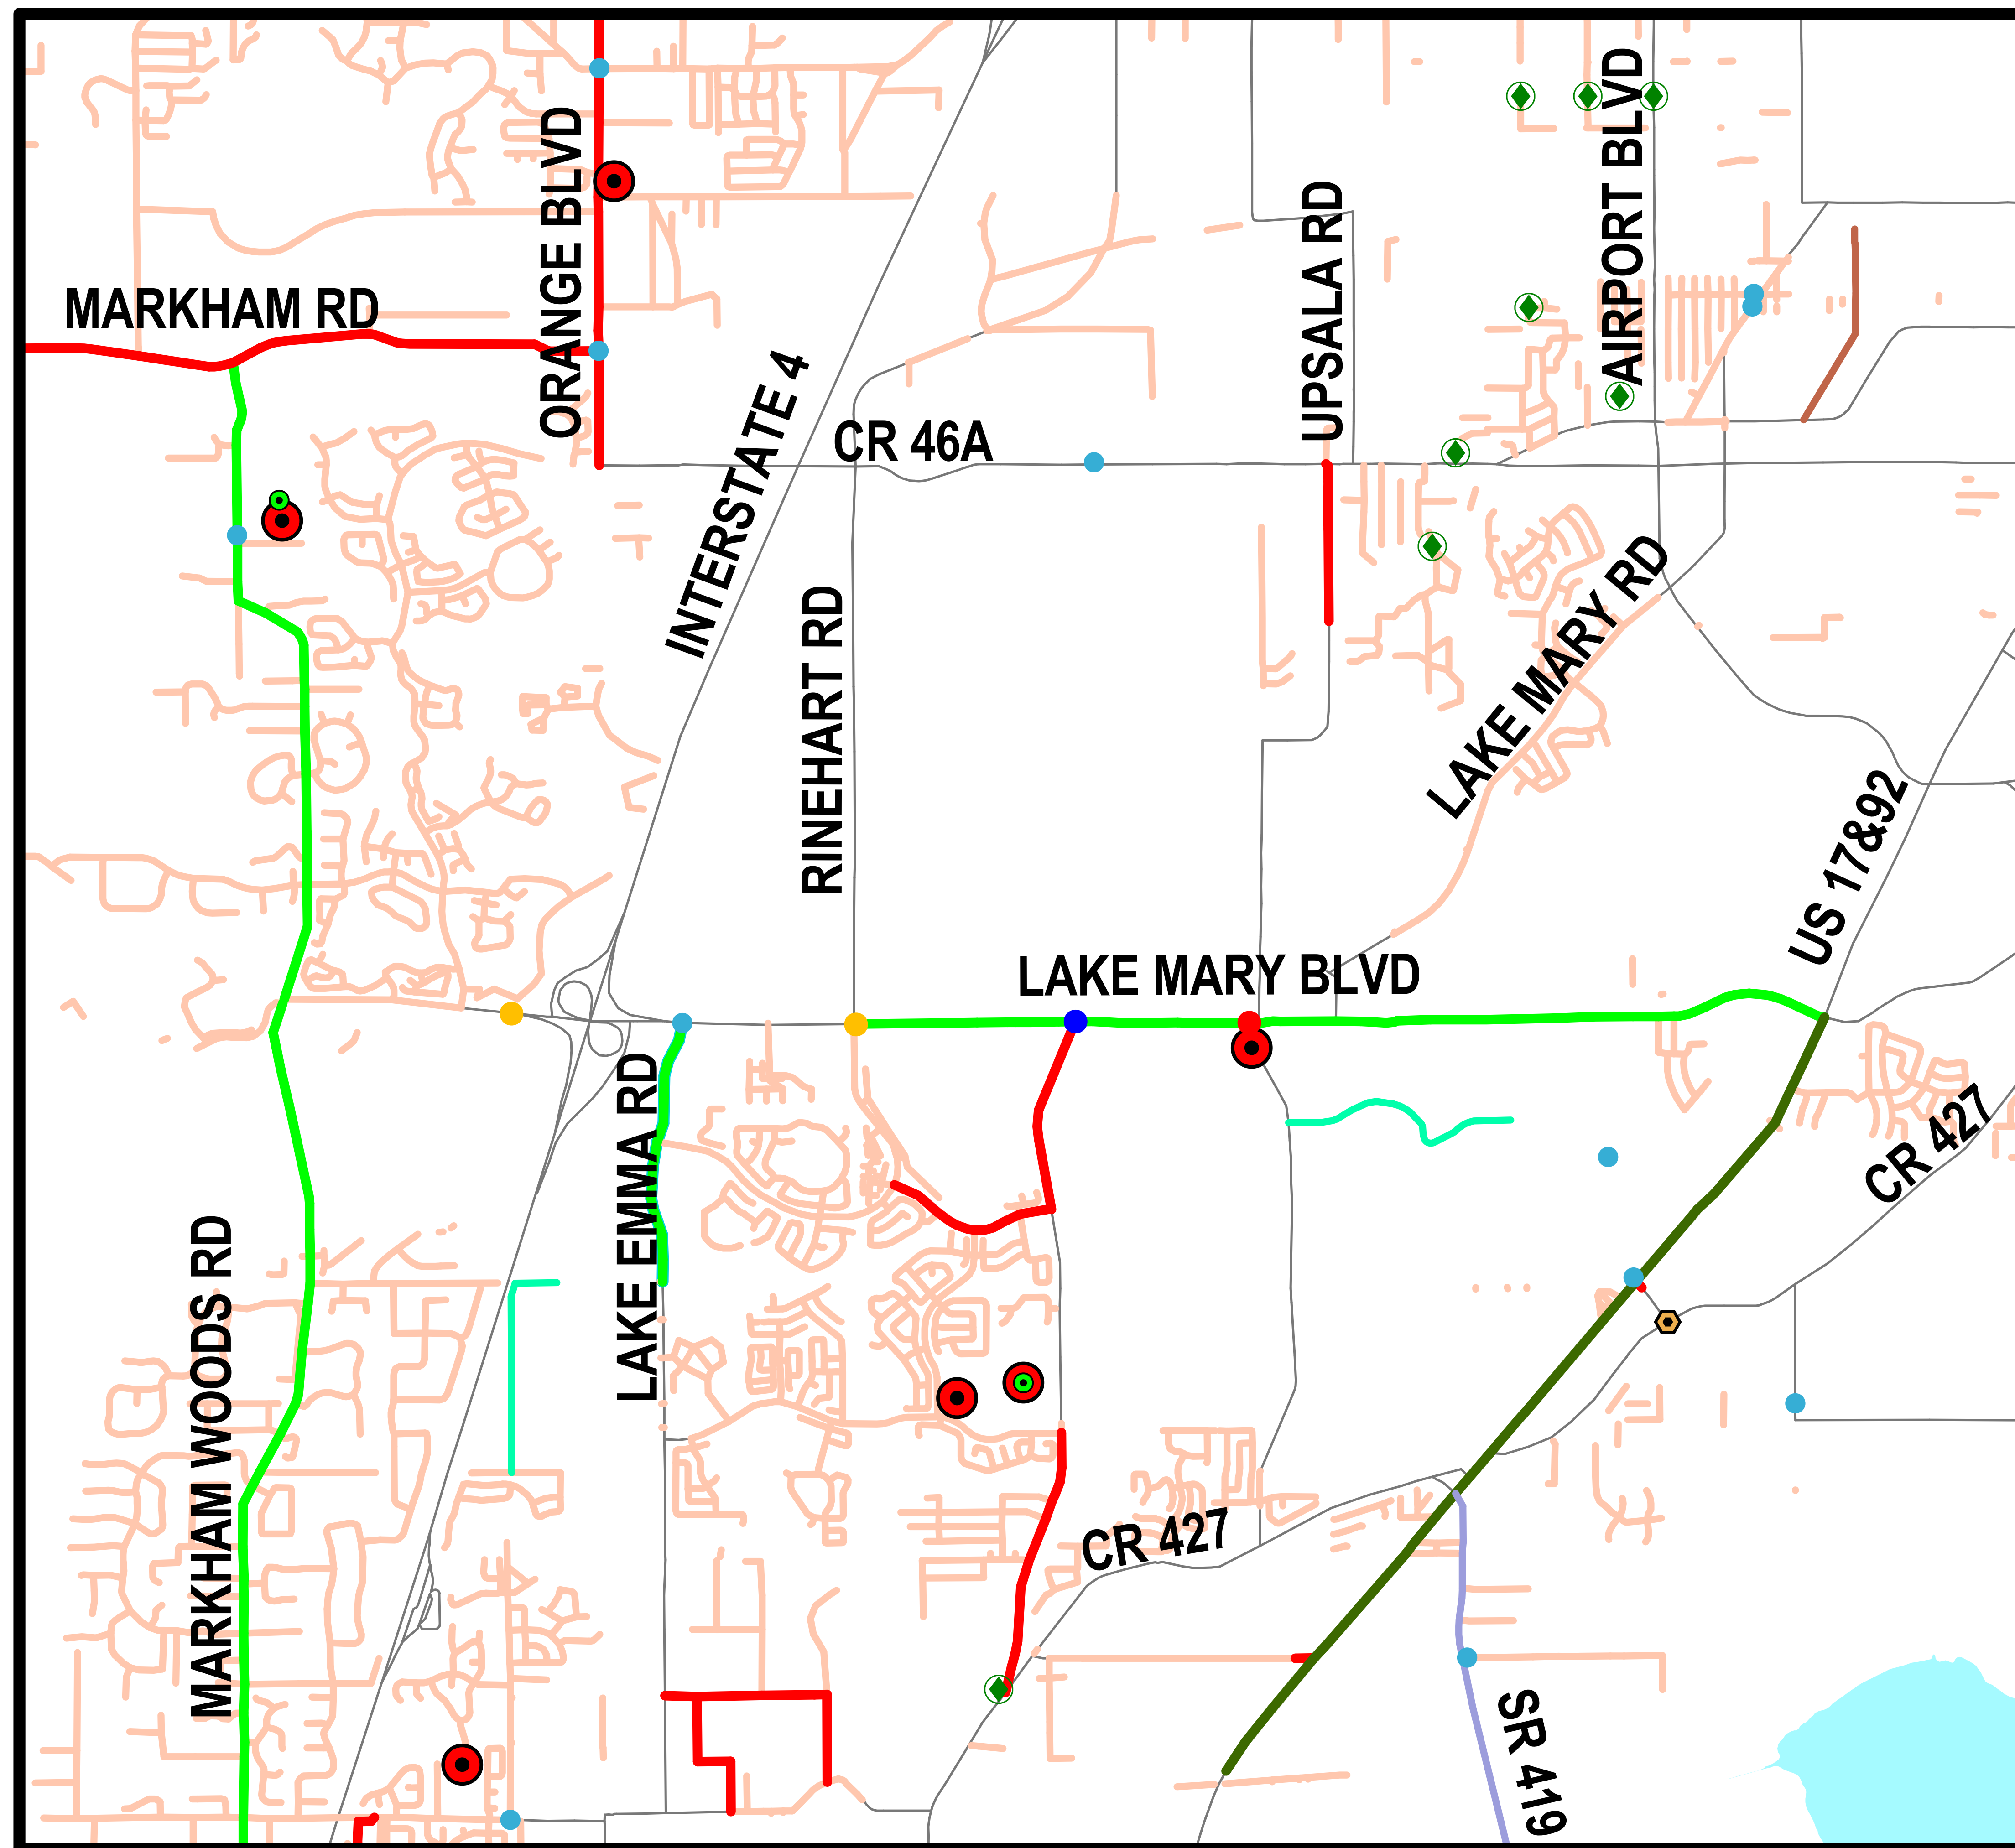 AIRPORT BLVD
ORANGE BLVD
UPSALA RD
MARKHAM RD
INTERSTATE 4
CR 46A
LAKE MARY RD
RINEHART RD
US 17&92
LAKE MARY BLVD
LAKE EMMA RD
CR 427
MARKHAM WOODS RD
CR 427
SR 419